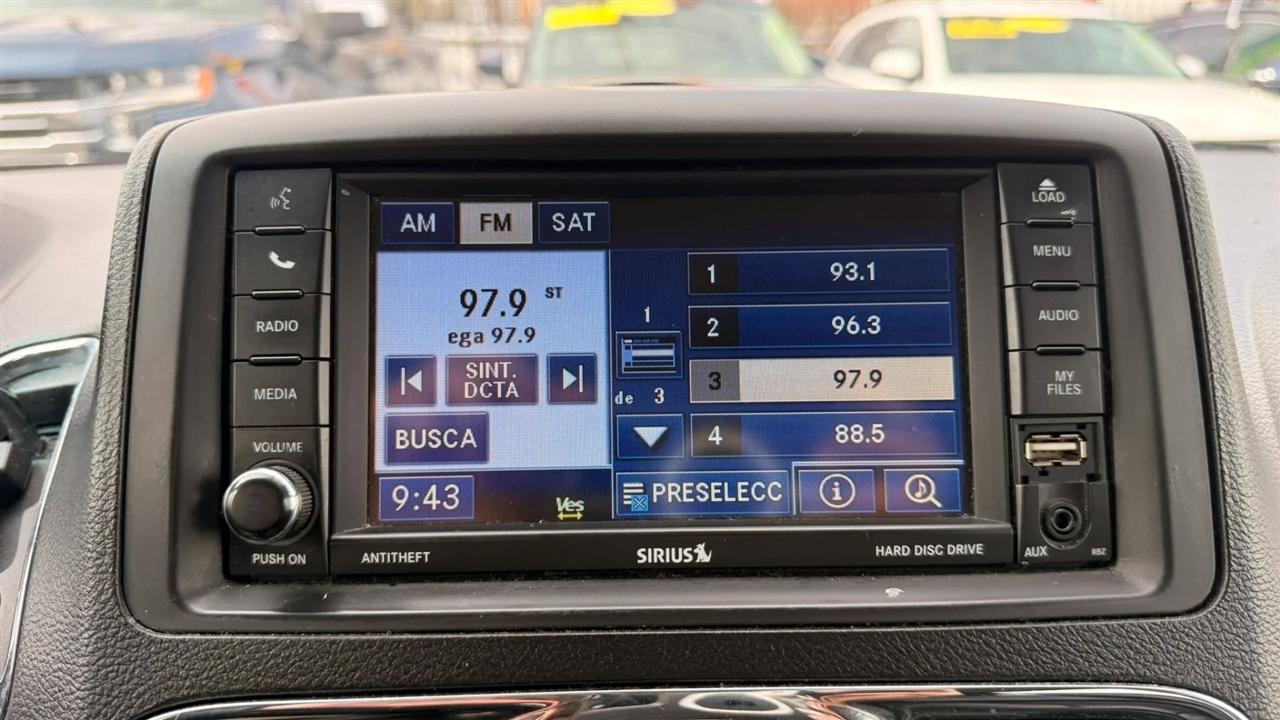 RADIO
MEDIA
VOLUME
PUSH ON
AM FM SAT
97.9 ST
ega 97.9
SINT.
DCTA
BUSCA
9:43
Ves
1
de 3
1 93.1
2 96.3
3 97.9
4 88.5
PRESELECC
i
ANTITHEFT
SIRIUS
HARD DISC DRIVE
LOAD
MENU
AUDIO
MY
FILES
AUX
RBZ